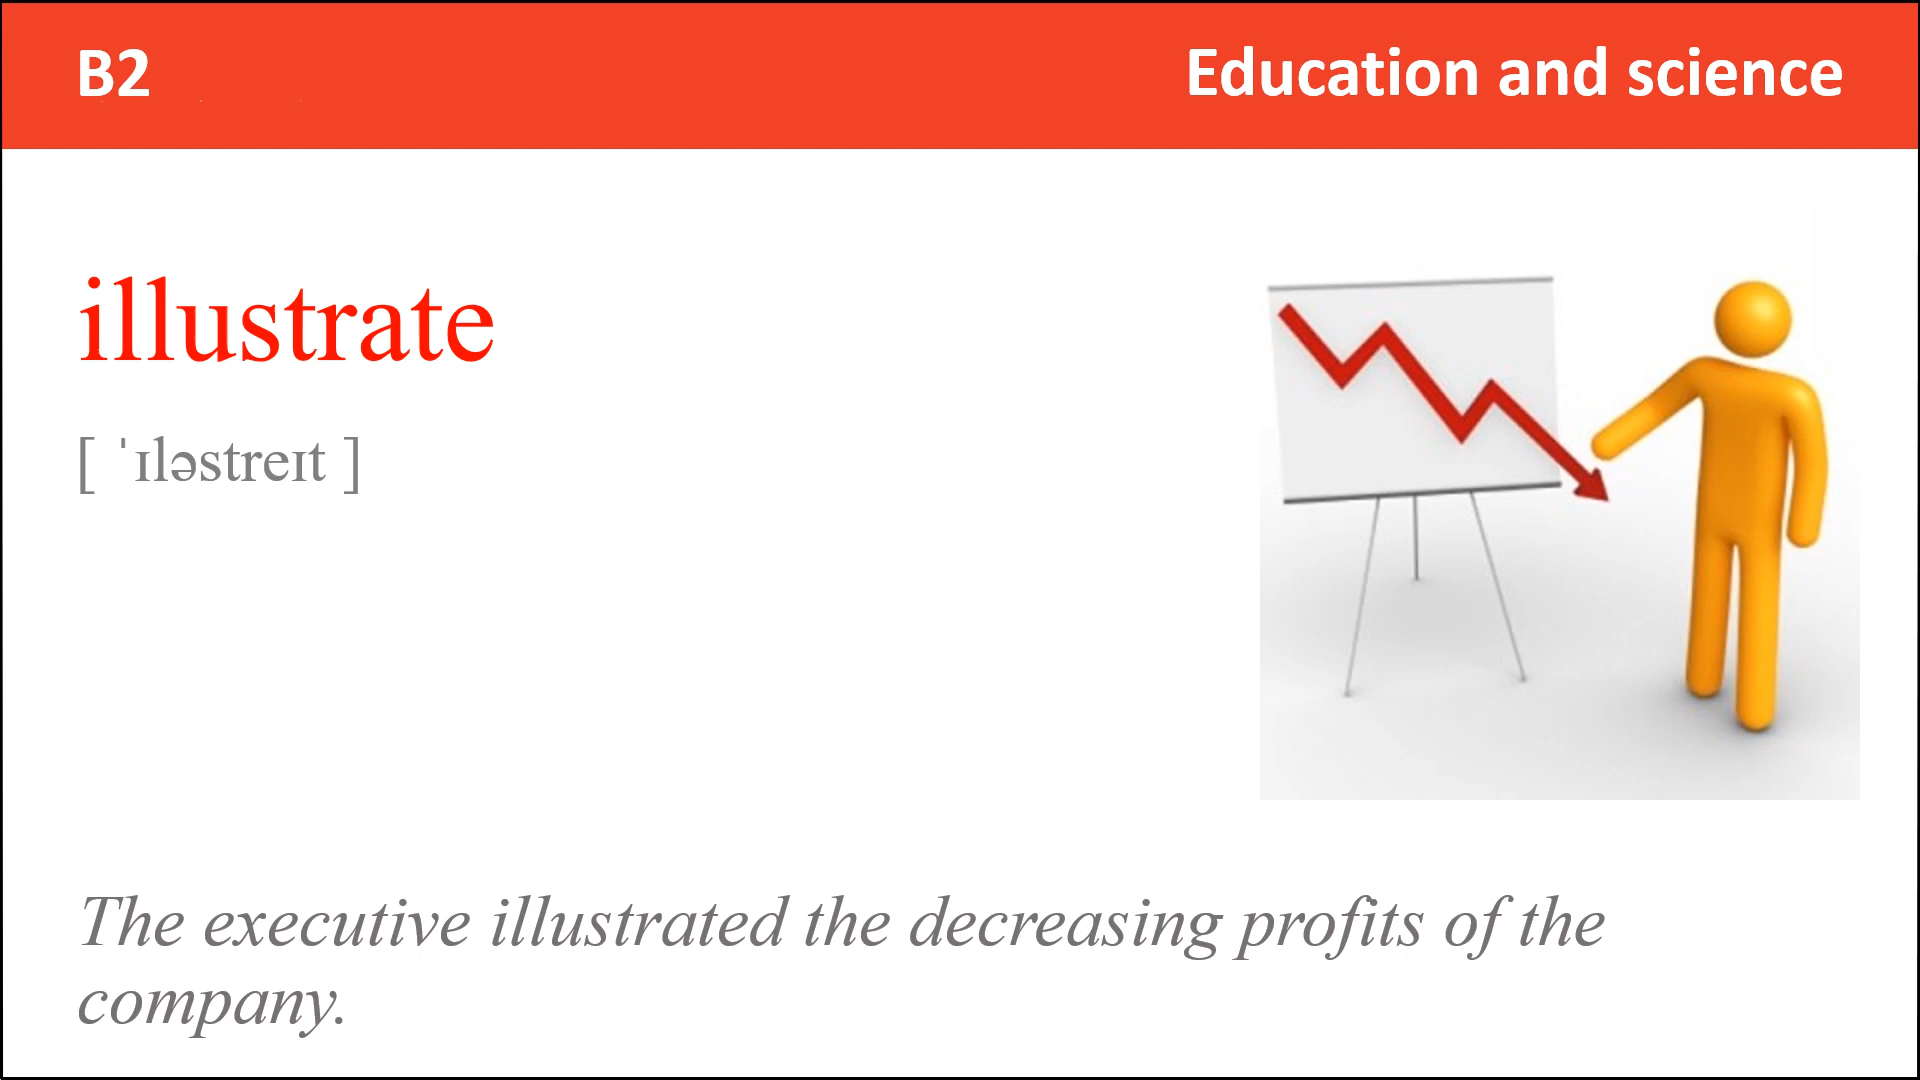 B2
Education and science
illustrate
[ ˈɪləstreɪt ]
The executive illustrated the decreasing profits of the
company.